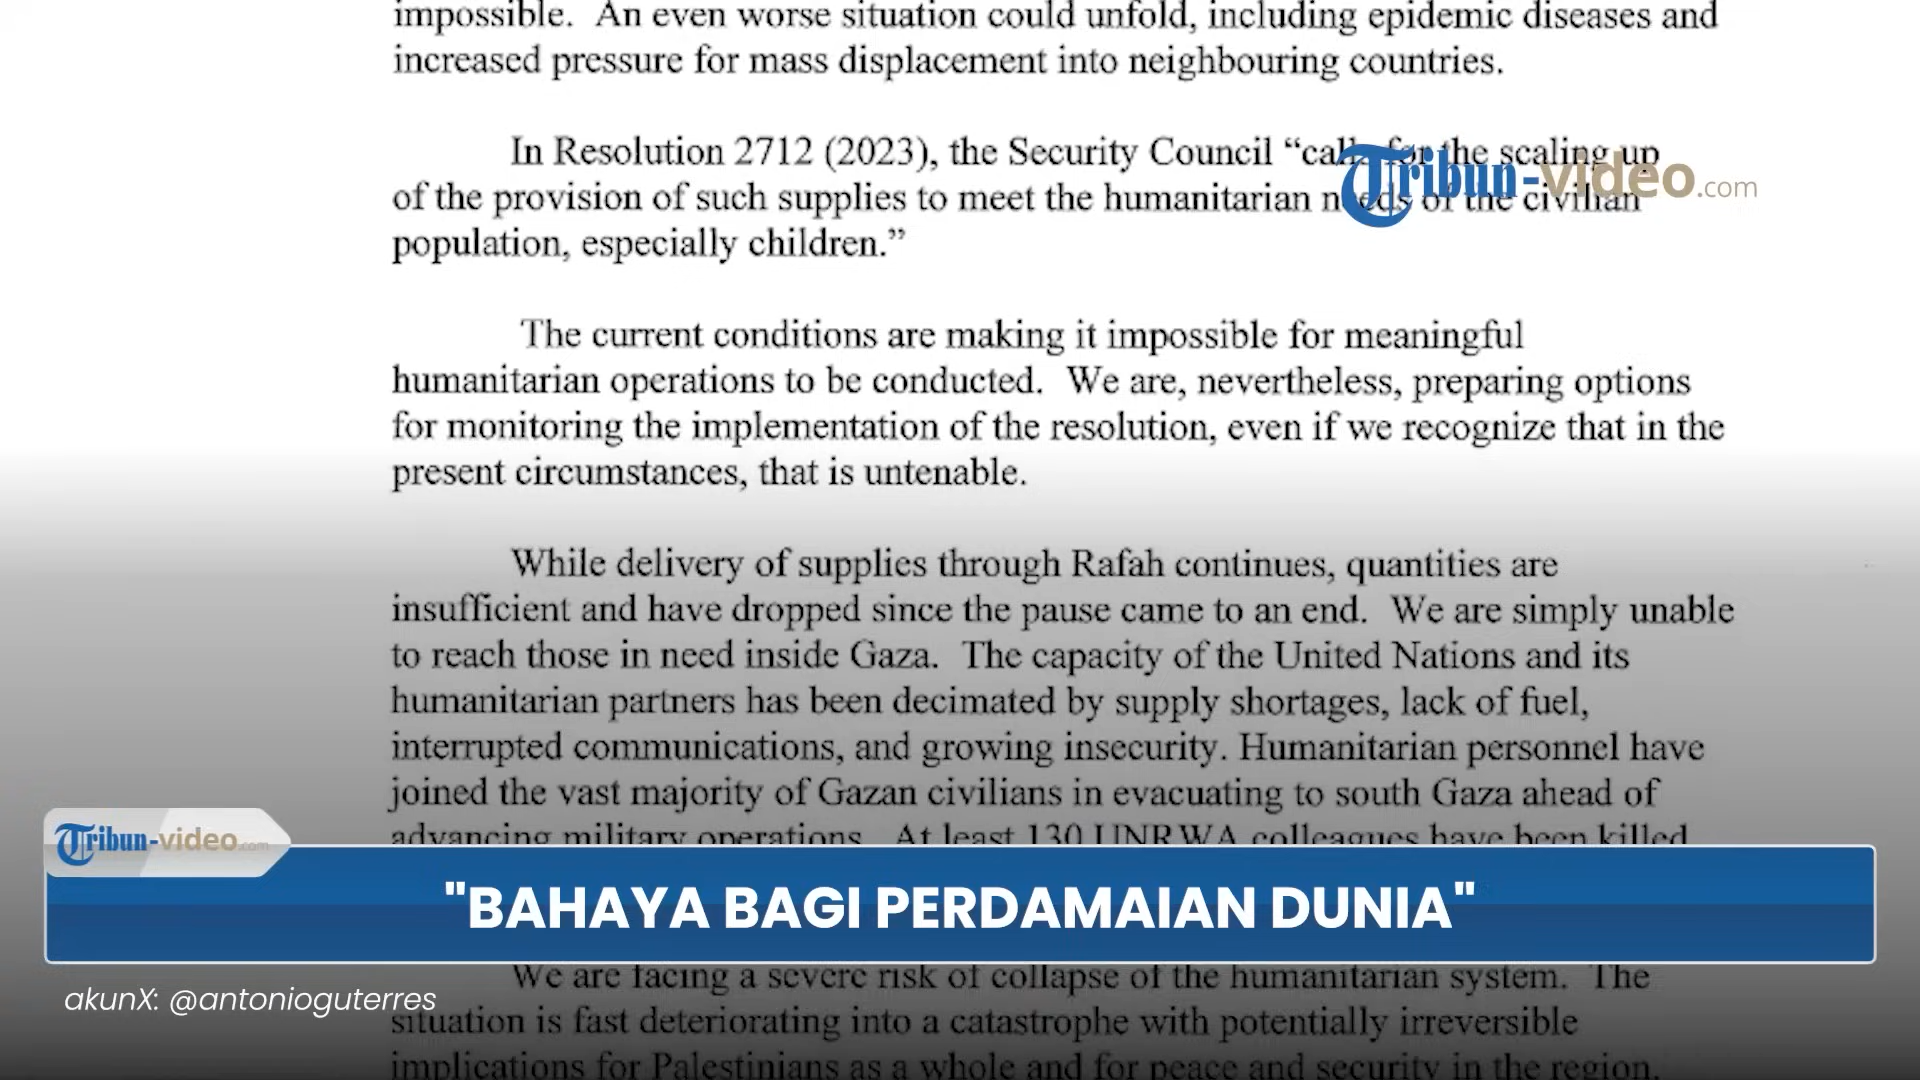 impossible.  An even worse situation could unfold, including epidemic diseases and
increased pressure for mass displacement into neighbouring countries.
In Resolution 2712 (2023), the Security Council “calls for the scaling up
of the provision of such supplies to meet the humanitarian needs of the civilian
population, especially children.”
Tribun-video.com
The current conditions are making it impossible for meaningful
humanitarian operations to be conducted.  We are, nevertheless, preparing options
for monitoring the implementation of the resolution, even if we recognize that in the
present circumstances, that is untenable.
While delivery of supplies through Rafah continues, quantities are
insufficient and have dropped since the pause came to an end.  We are simply unable
to reach those in need inside Gaza.  The capacity of the United Nations and its
humanitarian partners has been decimated by supply shortages, lack of fuel,
interrupted communications, and growing insecurity. Humanitarian personnel have
joined the vast majority of Gazan civilians in evacuating to south Gaza ahead of
advancing military operations.  At least 130 UNRWA colleagues have been killed
Tribun-video.com
"BAHAYA BAGI PERDAMAIAN DUNIA"
We are facing a severe risk of collapse of the humanitarian system.  The
akunX: @antonioguterres
situation is fast deteriorating into a catastrophe with potentially irreversible
implications for Palestinians as a whole and for peace and security in the region.